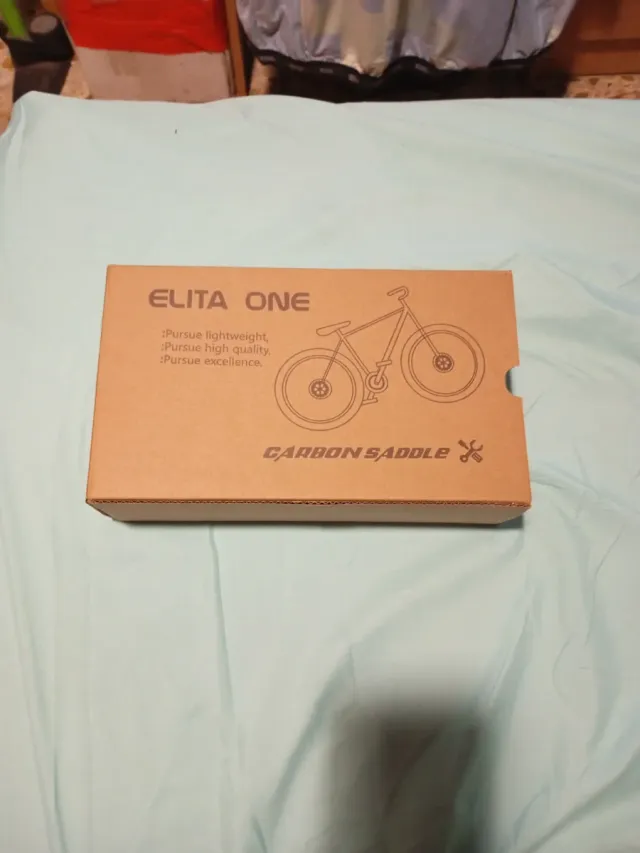 ELITA ONE
:Pursue lightweight,
:Pursue high quality,
:Pursue excellence.
CARBON SADDLE